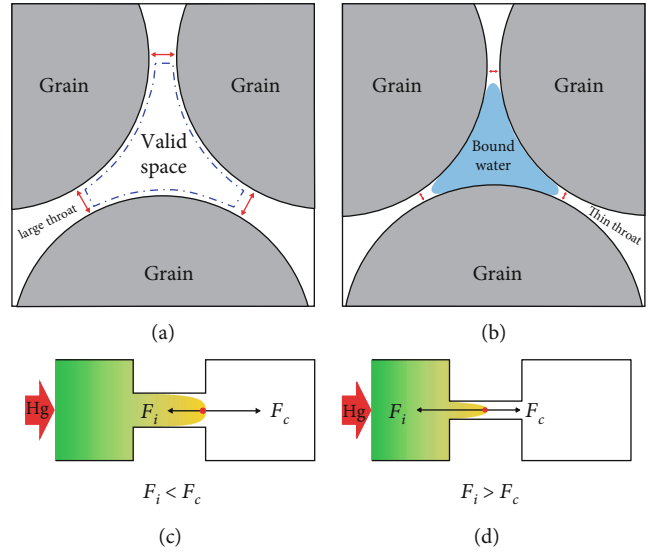 Grain
Grain
Valid
space
large throat
Grain
(a)
Grain
Grain
Bound
water
Thin throat
Grain
(b)
Hg
F_i
F_c
F_i < F_c
(c)
Hg
F_i
F_c
F_i > F_c
(d)